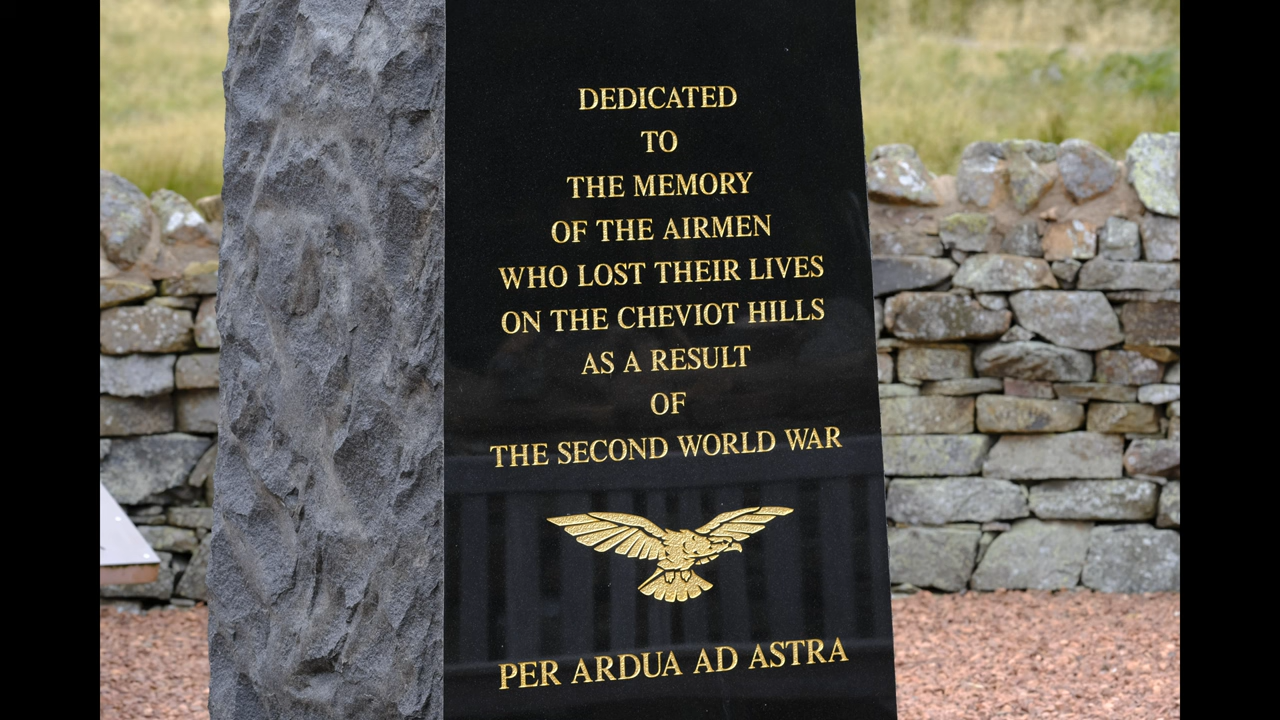 DEDICATED
TO
THE MEMORY
OF THE AIRMEN
WHO LOST THEIR LIVES
ON THE CHEVIOT HILLS
AS A RESULT
OF
THE SECOND WORLD WAR
PER ARDUA AD ASTRA